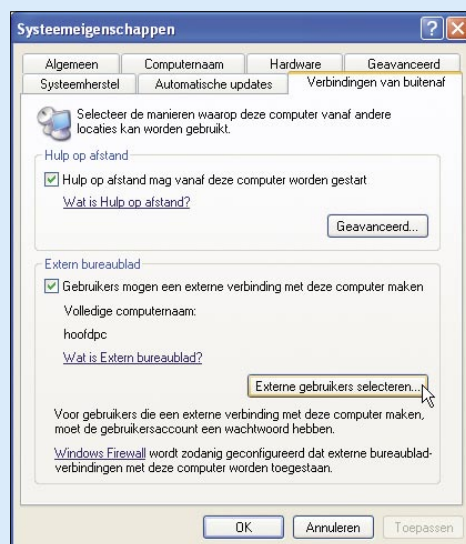 Systeemeigenschappen
Algemeen Computernaam Hardware Geavanceerd
Systeemherstel Automatische updates Verbindingen van buitenaf
Selecteer de manieren waarop deze computer vanaf andere
locaties kan worden gebruikt.
Hulp op afstand
Hulp op afstand mag vanaf deze computer worden gestart
Wat is Hulp op afstand?
Geavanceerd...
Extern bureaublad
Gebruikers mogen een externe verbinding met deze computer maken
Volledige computernaam:
hoofdpc
Wat is Extern bureaublad?
Externe gebruikers selecteren...
Voor gebruikers die een externe verbinding met deze computer maken,
moet de gebruikersaccount een wachtwoord hebben.
Windows Firewall wordt zodanig geconfigureerd dat externe bureaublad-
verbindingen met deze computer worden toegestaan.
OK Annuleren Toepassen